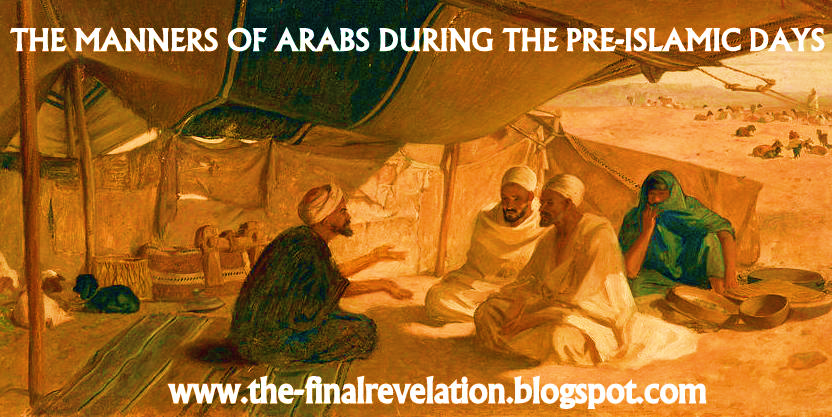 THE MANNERS OF ARABS DURING THE PRE-ISLAMIC DAYS
www.the-finalrevelation.blogspot.com